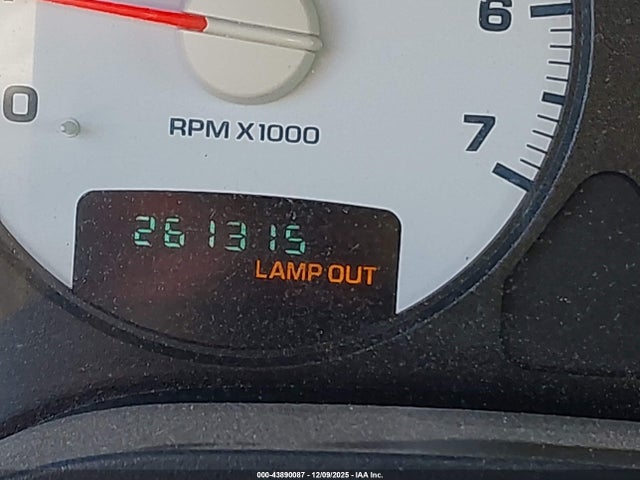 6
0
RPM X1000
7
261315
LAMP OUT
000-43890087 - 12/09/2025 - IAA Inc.